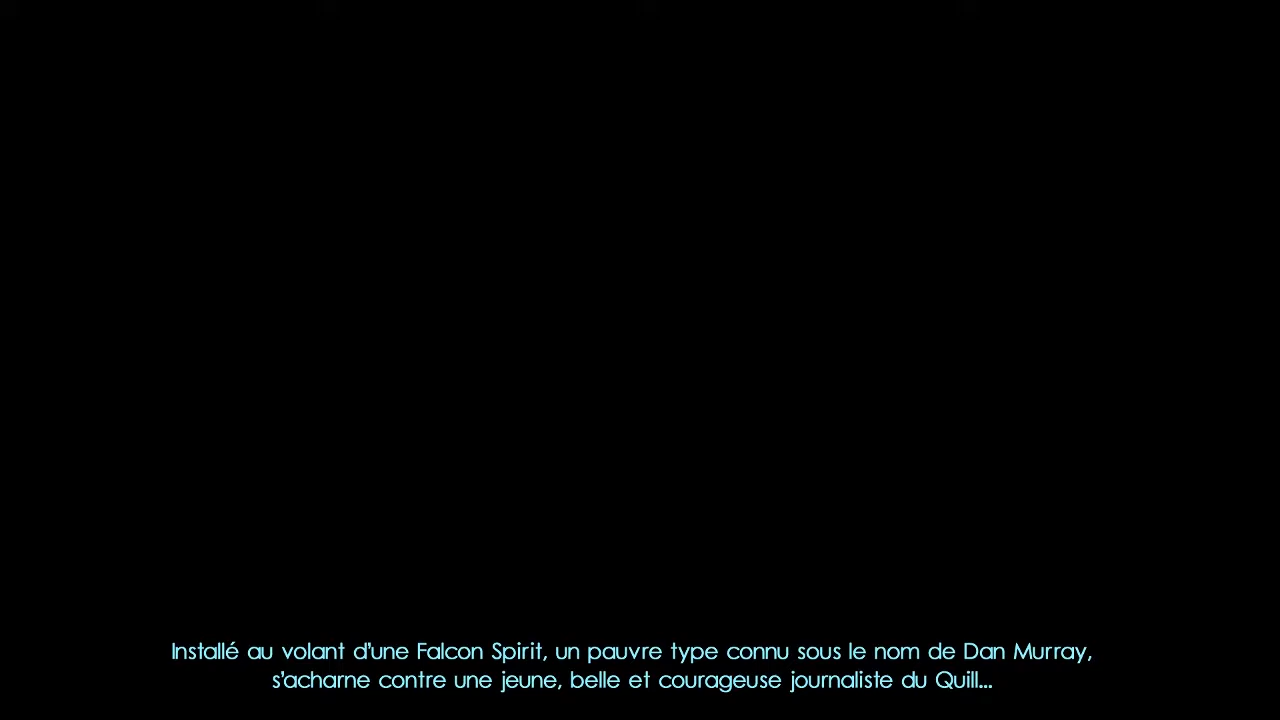 Installé au volant d'une Falcon Spirit, un pauvre type connu sous le nom de Dan Murray,
s'acharne contre une jeune, belle et courageuse journaliste du Quill...